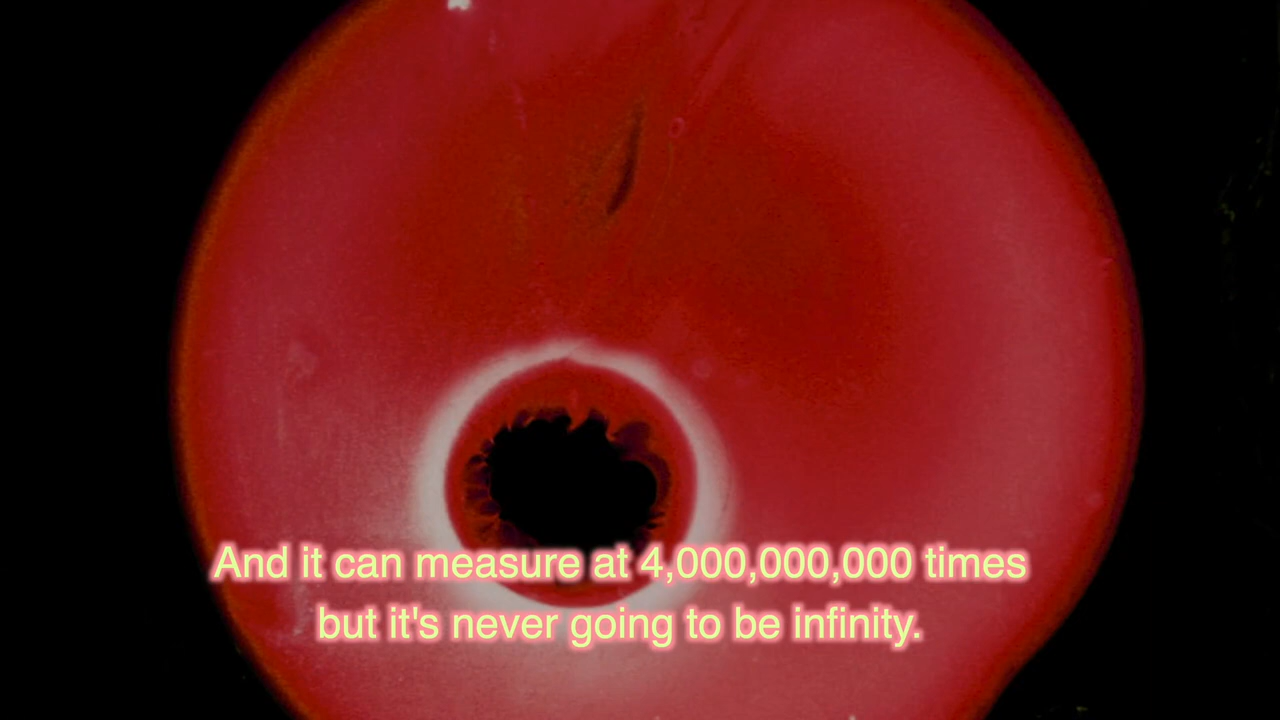 And it can measure at 4,000,000,000 times
but it's never going to be infinity.